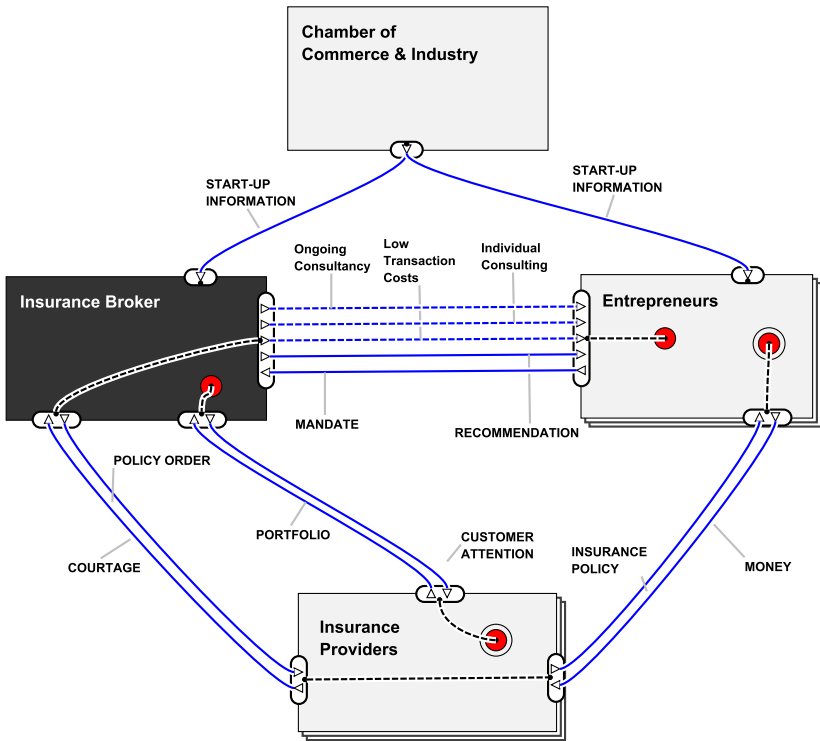 Chamber of
Commerce & Industry
START-UP
INFORMATION
START-UP
INFORMATION
Ongoing
Consultancy
Low
Transaction
Costs
Individual
Consulting
Insurance Broker
Entrepreneurs
MANDATE
RECOMMENDATION
POLICY ORDER
PORTFOLIO
COURTAGE
CUSTOMER
ATTENTION
INSURANCE
POLICY
MONEY
Insurance
Providers